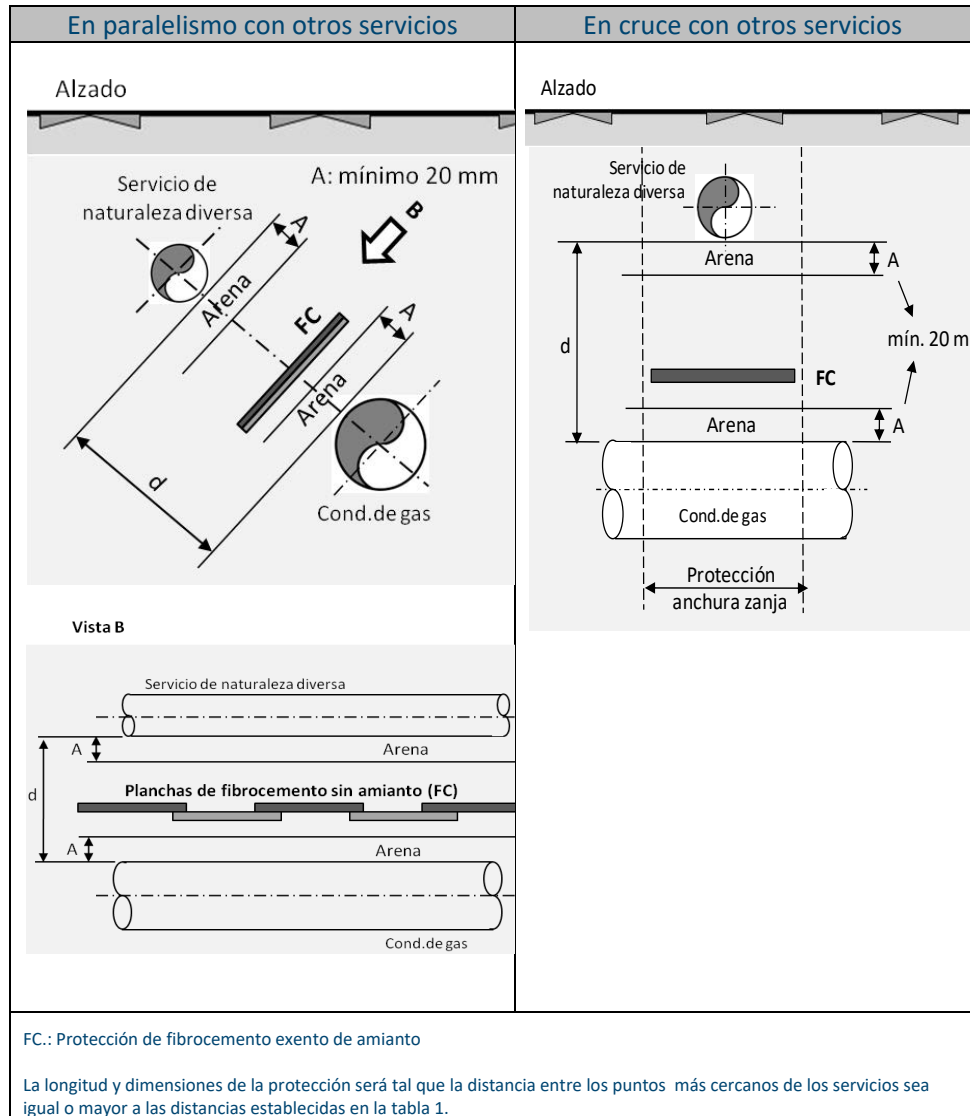 En paralelismo con otros servicios
En cruce con otros servicios
Alzado
A: mínimo 20 mm
Servicio de
naturaleza diversa
B
A
Arena
FC
A
Arena
d
Cond.de gas
Vista B
Servicio de naturaleza diversa
A
Arena
d
Planchas de fibrocemento sin amianto (FC)
A
Arena
Cond.de gas
Alzado
Servicio de
naturaleza diversa
Arena
A
d
mín. 20 m
FC
Arena
A
Cond.de gas
Protección
anchura zanja
FC.: Protección de fibrocemento exento de amianto
La longitud y dimensiones de la protección será tal que la distancia entre los puntos más cercanos de los servicios sea
igual o mayor a las distancias establecidas en la tabla 1.